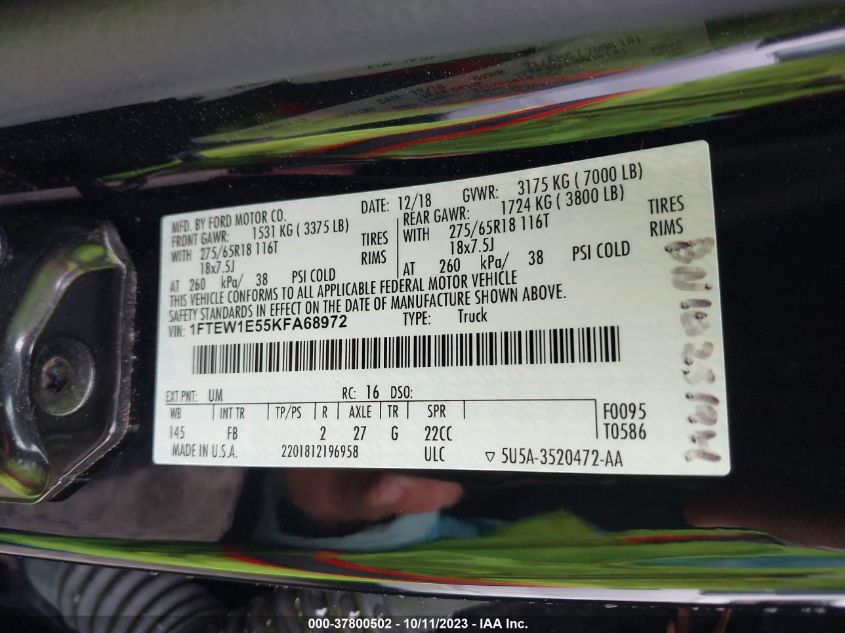 MFD. BY FORD MOTOR CO. DATE: 12/18 GVWR: 3175 KG ( 7000 LB)
FRONT GAWR: 1531 KG ( 3375 LB) REAR GAWR: 1724 KG ( 3800 LB)
WITH 275/65R18 116T TIRES WITH 275/65R18 116T TIRES
18x7.5J RIMS 18x7.5J RIMS
AT 260 kPa/ 38 PSI COLD AT 260 kPa/ 38 PSI COLD
THIS VEHICLE CONFORMS TO ALL APPLICABLE FEDERAL MOTOR VEHICLE
SAFETY STANDARDS IN EFFECT ON THE DATE OF MANUFACTURE SHOWN ABOVE.
VIN: 1FTEW1E55KFA68972 TYPE: Truck
EXT PNT: UM RC: 16 DSO:
WB INT TR TP/PS R AXLE TR SPR F0095
145 FB 2 27 G 22CC T0586
MADE IN U.S.A. 2201812196958 ULC ▽ 5U5A-3520472-AA
000-37800502 - 10/11/2023 - IAA Inc.